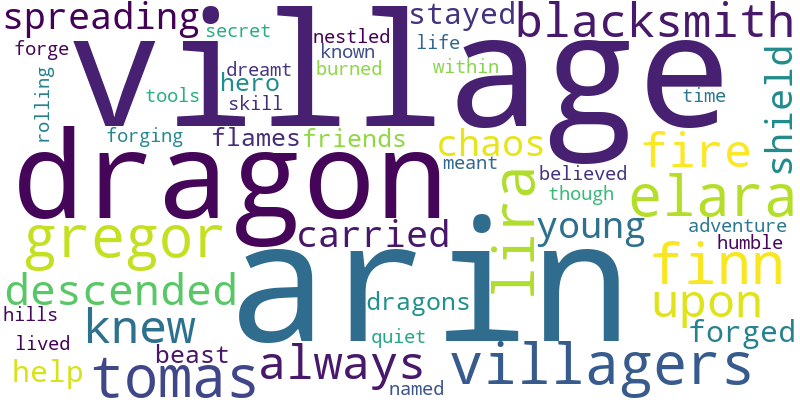 spreading
secret
nestled
stayed
blacksmith
forge
village
known
life
dreamt
burned
within
hero
rolling
tools
skill
time
shield
forging
flames
friends
chaos
fire
meant
believed
dragon
lira
though
elara
gregor
carried
young
adventure
humble
arin
finn
descended
dragons
upon
hills
knew
quiet
forged
lived
beast
always
villagers
help
tomas
named